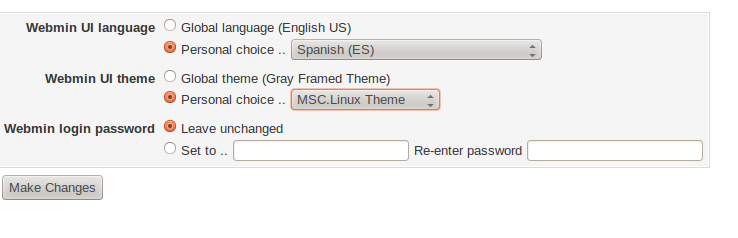 Webmin UI language Global language (English US)
Personal choice .. Spanish (ES)
Webmin UI theme Global theme (Gray Framed Theme)
Personal choice .. MSC.Linux Theme
Webmin login password Leave unchanged
Set to .. Re-enter password
Make Changes